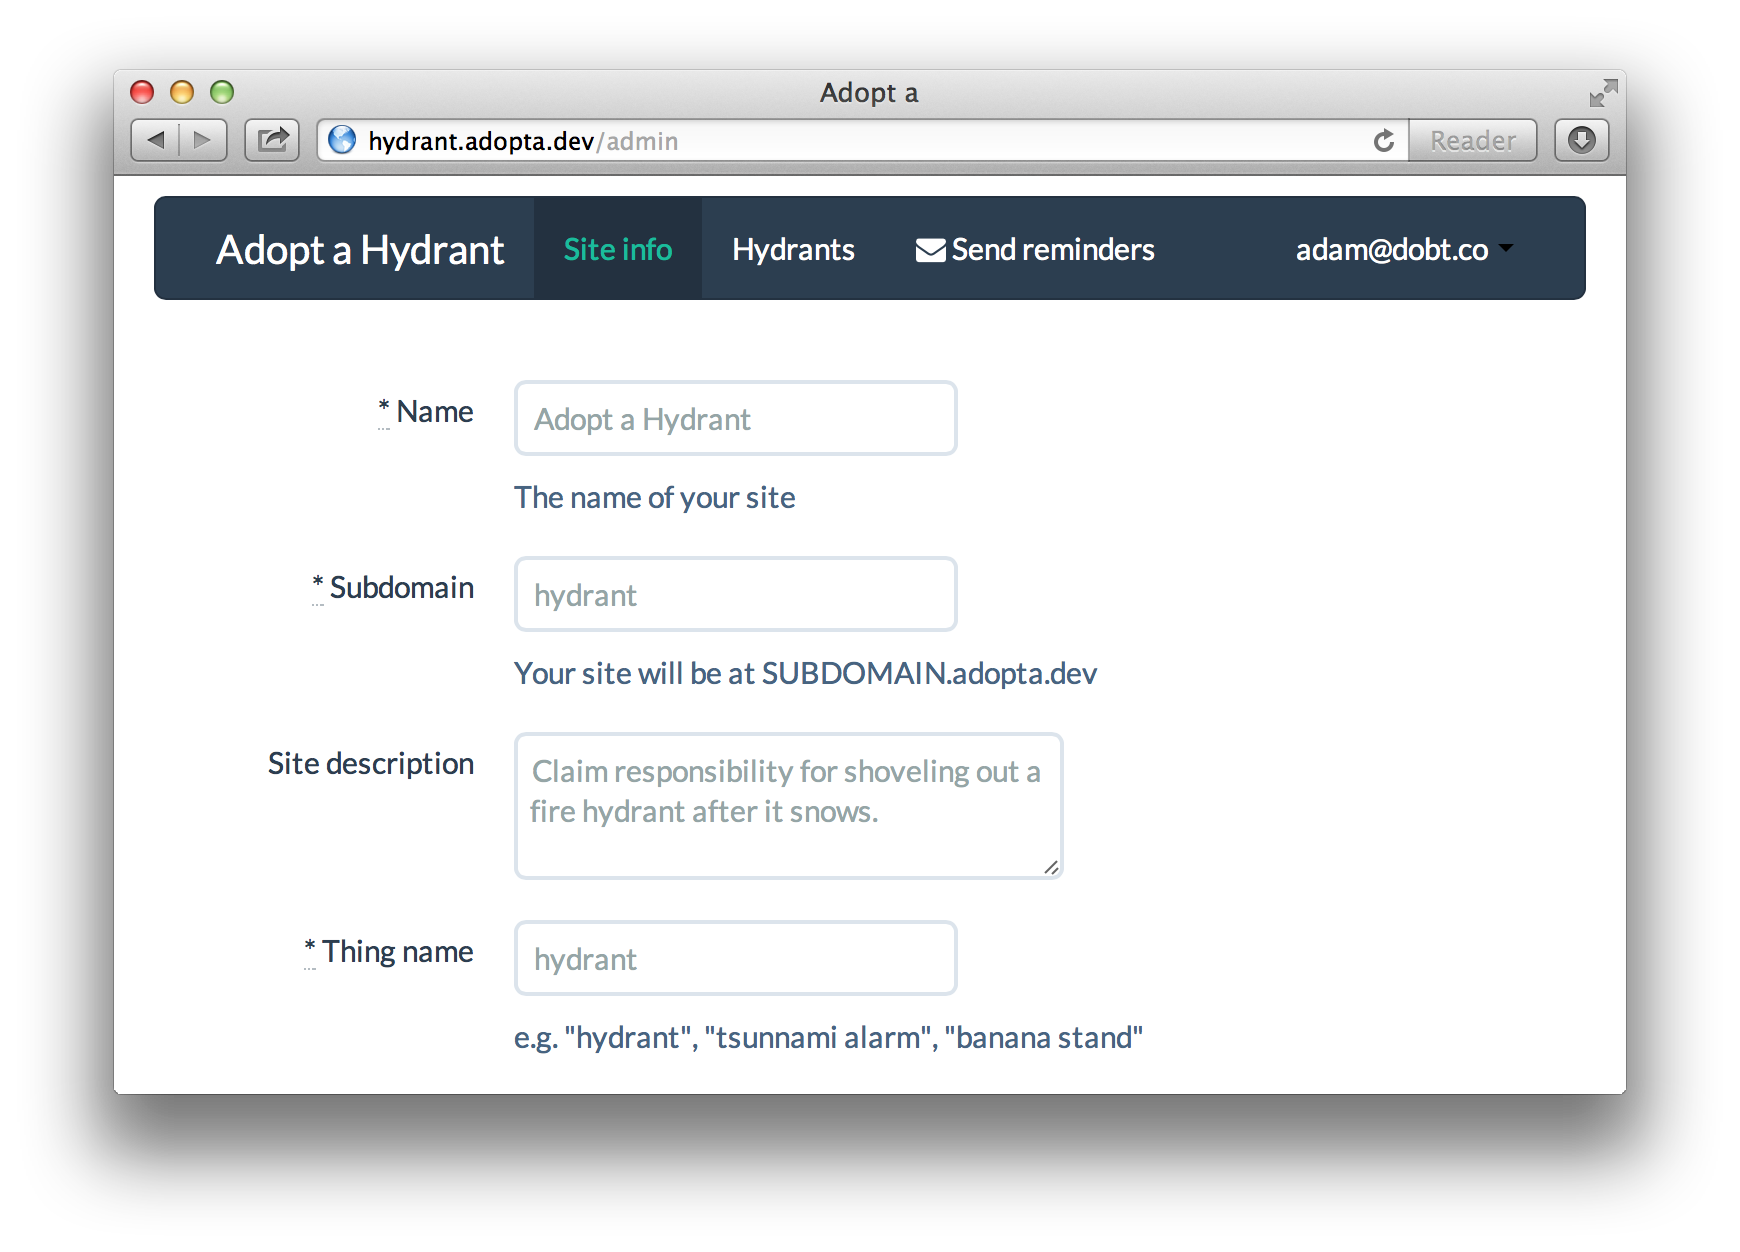 Adopt a
hydrant.adopta.dev/admin
Reader
Adopt a Hydrant
Site info
Hydrants
Send reminders
adam@dobt.co
* Name
Adopt a Hydrant
The name of your site
* Subdomain
hydrant
Your site will be at SUBDOMAIN.adopta.dev
Site description
Claim responsibility for shoveling out a
fire hydrant after it snows.
* Thing name
hydrant
e.g. "hydrant", "tsunnami alarm", "banana stand"